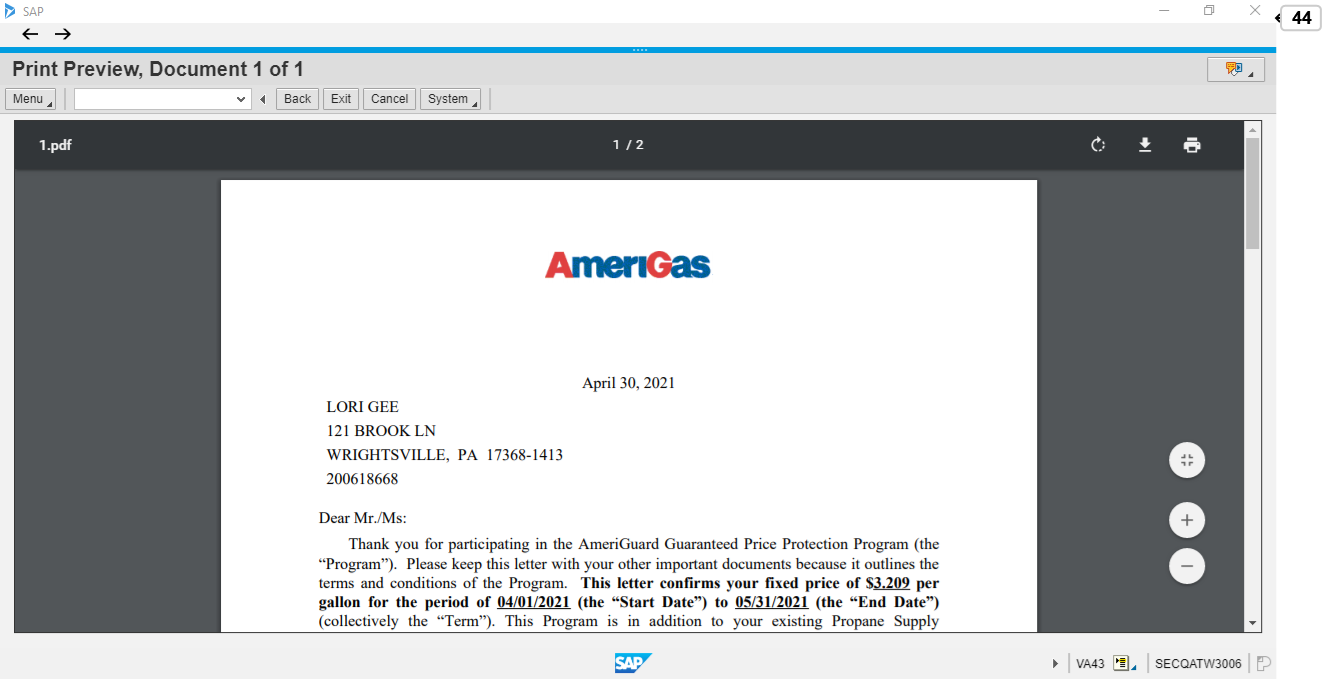 SAP
44
Print Preview, Document 1 of 1
Menu
Back
Exit
Cancel
System
1.pdf
1 / 2
AmeriGas
April 30, 2021
LORI GEE
121 BROOK LN
WRIGHTSVILLE, PA 17368-1413
200618668
Dear Mr./Ms:
Thank you for participating in the AmeriGuard Guaranteed Price Protection Program (the
“Program”). Please keep this letter with your other important documents because it outlines the
terms and conditions of the Program. This letter confirms your fixed price of $3.209 per
gallon for the period of 04/01/2021 (the “Start Date”) to 05/31/2021 (the “End Date”)
(collectively the “Term”). This Program is in addition to your existing Propane Supply
SAP
VA43
SECQATW3006